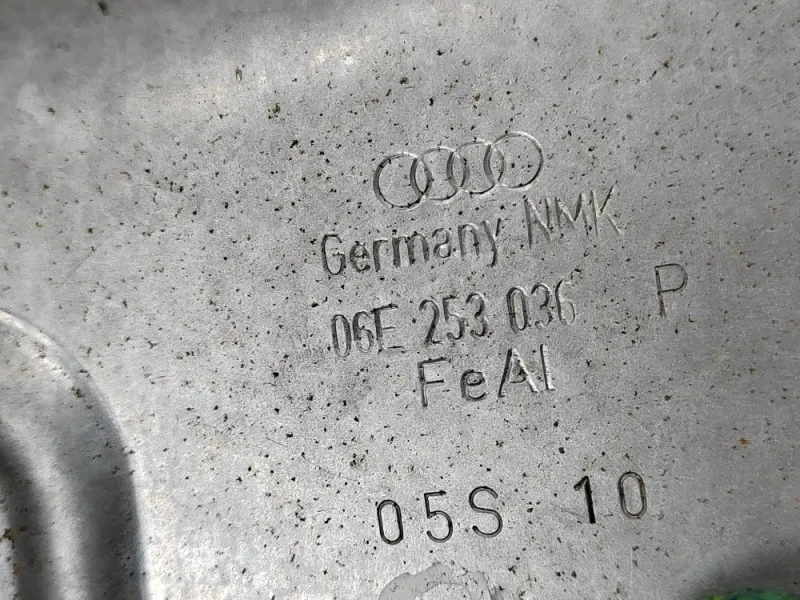 Germany NMK
06E 253 036 P
FeAl
05S 10